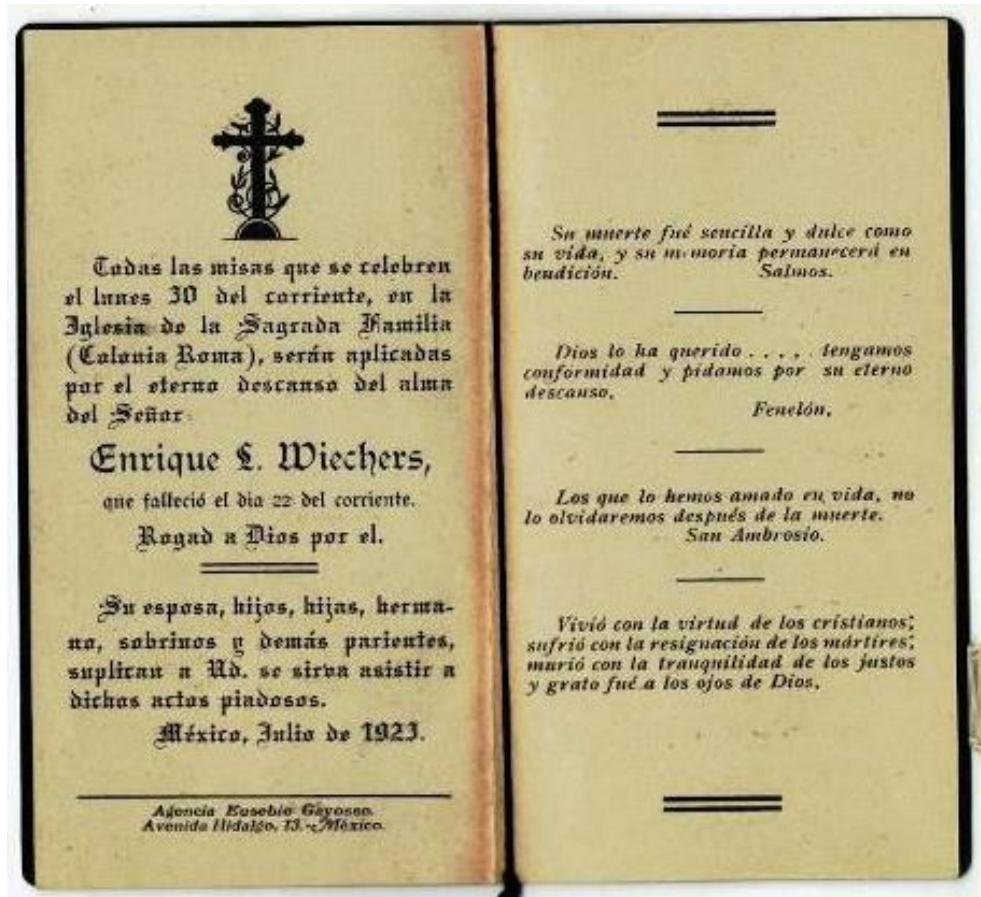 Todas las misas que se celebren
el lunes 30 del corriente, en la
Iglesia de la Sagrada Familia
(Colonia Roma), serán aplicadas
por el eterno descanso del alma
del Señor
Enrique L. Wiechers,
que falleció el dia 22 del corriente.
Rogad a Dios por el.
Su esposa, hijos, hijas, herma-
no, sobrinos y demás parientes,
suplican a Ud. se sirva asistir a
dichos actos piadosos.
México, Julio de 1923.
Agencia Eusebio Gayosso.
Avenida Hidalgo, 13.-México.
Su muerte fué sencilla y dulce como
su vida, y su memoria permanecerá en
bendición. Salmos.
Dios lo ha querido . . . . tengamos
conformidad y pidamos por su eterno
descanso.
Fenelón.
Los que lo hemos amado en vida, no
lo olvidaremos después de la muerte.
San Ambrosio.
Vivió con la virtud de los cristianos;
sufrió con la resignación de los mártires;
murió con la tranquilidad de los justos
y grato fué a los ojos de Dios.